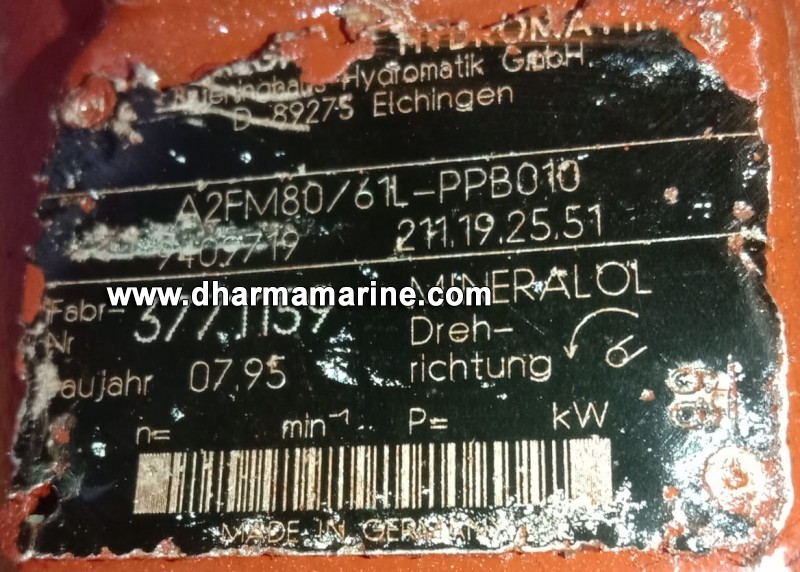 HYDROMATIK
Hydromatik GmbH.
D 89275 Elchingen
A2FM80/61L-PPB010
9409719 211.19.25.51
www.dharmamarine.com
MINERALÖL
Fabr-
Nr 377.1159
Dreh-
richtung
Baujahr 07.95
n= min⁻¹ P= kW
MADE IN GERMANY